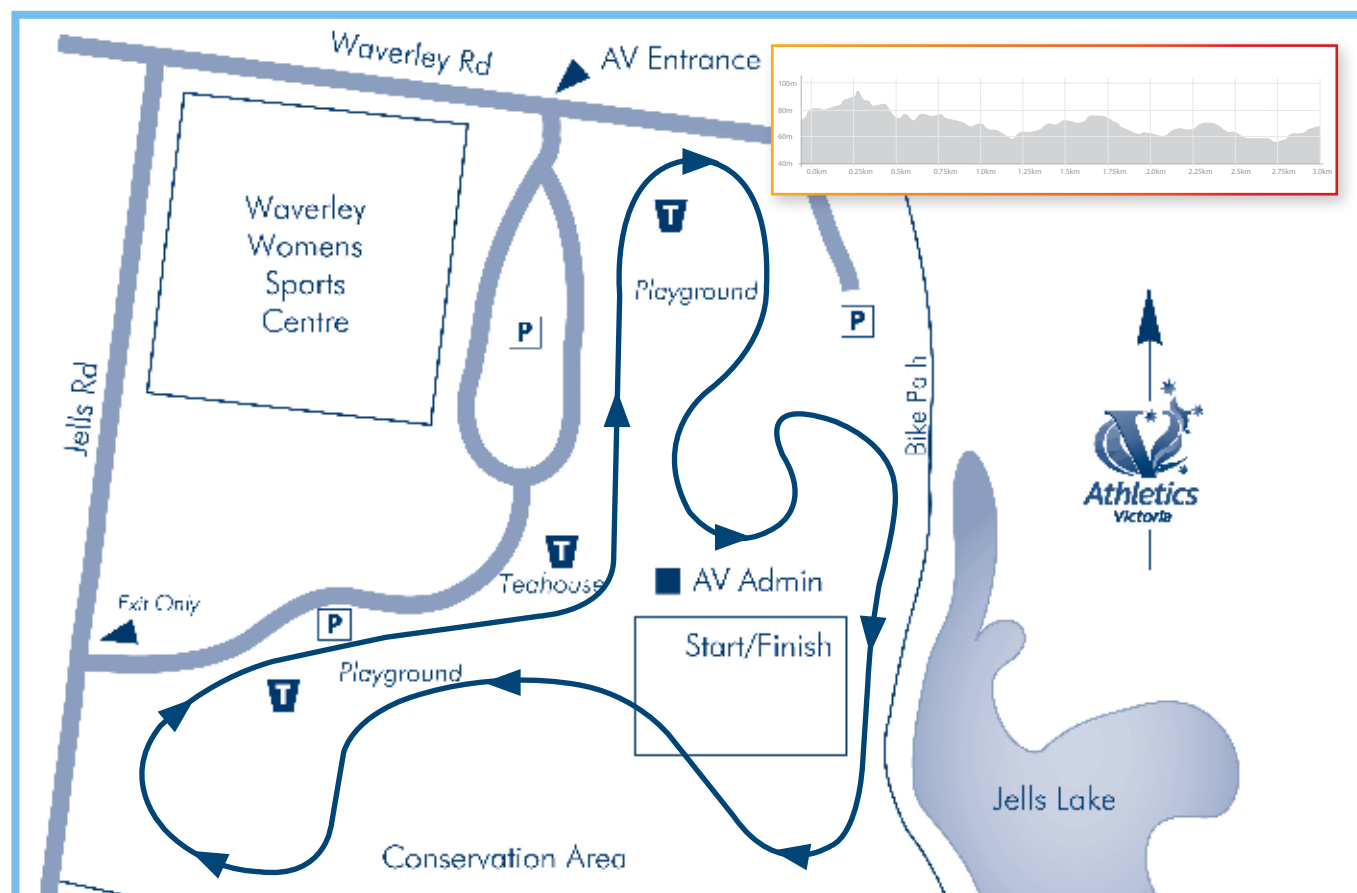 Waverley Rd
AV Entrance
100m
80m
60m
40m
0.0km
0.25km
0.5km
0.75km
1.0km
1.25km
1.5km
1.75km
2.0km
2.25km
2.5km
2.75km
3.0km
Waverley
Womens
Sports
Centre
T
Playground
P
P
Jells Rd
Bike Pa h
Athletics
Victoria
T
Teahouse
AV Admin
Exit Only
P
Start/Finish
Playground
T
Jells Lake
Conservation Area